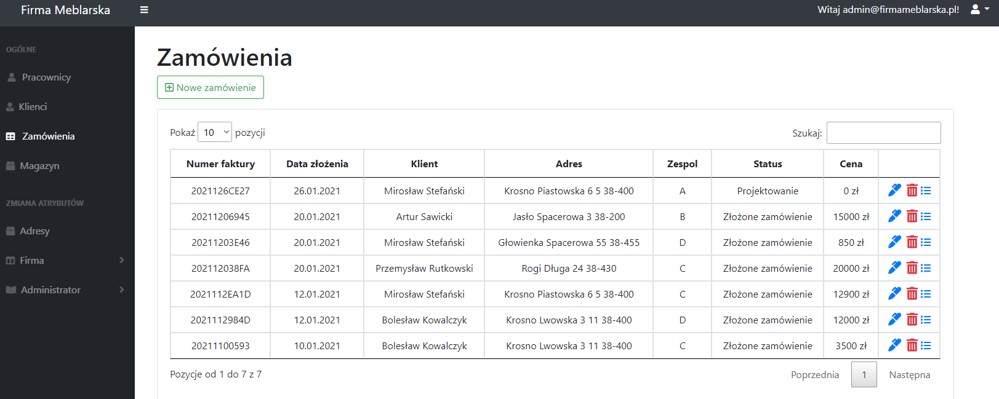 Firma Meblarska
Witaj admin@firmameblarska.pl!
OGÓLNE
Pracownicy
Klienci
Zamówienia
Magazyn
ZMIANA ATRYBUTÓW
Adresy
Firma
Administrator
Zamówienia
Nowe zamówienie
Pokaż 10 pozycji
Szukaj:
Numer faktury Data złożenia Klient Adres Zespol Status Cena
2021126CE27 26.01.2021 Mirosław Stefański Krosno Piastowska 6 5 38-400 A Projektowanie 0 zł
20211206945 20.01.2021 Artur Sawicki Jasło Spacerowa 3 38-200 B Złożone zamówienie 15000 zł
20211203E46 20.01.2021 Mirosław Stefański Głowienka Spacerowa 55 38-455 D Złożone zamówienie 850 zł
202112038FA 20.01.2021 Przemysław Rutkowski Rogi Długa 24 38-430 C Złożone zamówienie 20000 zł
2021112EA1D 12.01.2021 Mirosław Stefański Krosno Piastowska 6 5 38-400 C Złożone zamówienie 12900 zł
2021112984D 12.01.2021 Bolesław Kowalczyk Krosno Lwowska 3 11 38-400 D Złożone zamówienie 12000 zł
20211100593 10.01.2021 Bolesław Kowalczyk Krosno Lwowska 3 11 38-400 C Złożone zamówienie 3500 zł
Pozycje od 1 do 7 z 7
Poprzednia 1 Następna